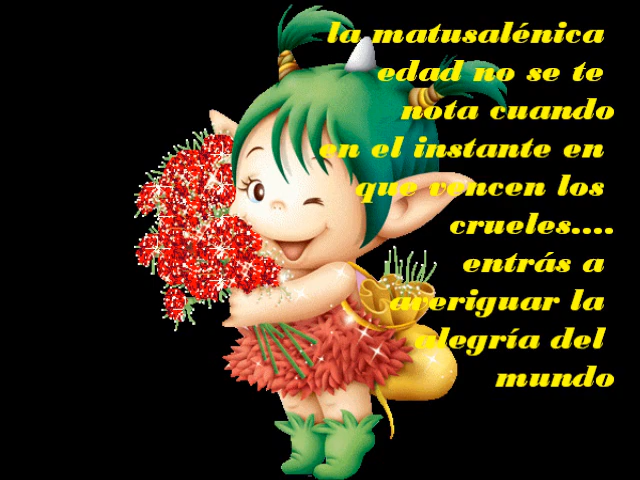 la matusalénica
edad no se te
nota cuando
en el instante en
que vencen los
crueles....
entrás a
averiguar la
alegría del
mundo